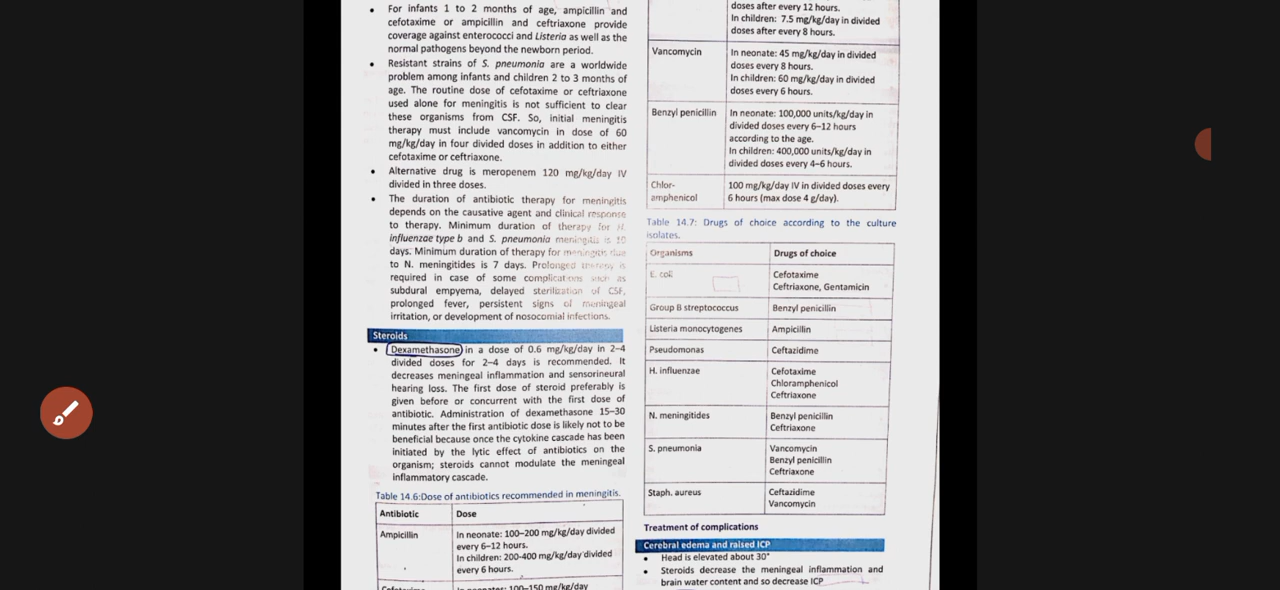 For infants 1 to 2 months of age, ampicillin and
cefotaxime or ampicillin and ceftriaxone provide
coverage against enterococci and Listeria as well as the
normal pathogens beyond the newborn period.
Resistant strains of S. pneumonia are a worldwide
problem among infants and children 2 to 3 months of
age. The routine dose of cefotaxime or ceftriaxone
used alone for meningitis is not sufficient to clear
these organisms from CSF. So, initial meningitis
therapy must include vancomycin in dose of 60
mg/kg/day in four divided doses in addition to either
cefotaxime or ceftriaxone.
Alternative drug is meropenem 120 mg/kg/day IV
divided in three doses.
The duration of antibiotic therapy for meningitis
depends on the causative agent and clinical response
to therapy. Minimum duration of therapy for H.
influenzae type b and S. pneumonia meningitis is 10
days. Minimum duration of therapy for meningitis due
to N. meningitides is 7 days. Prolonged therapy is
required in case of some complications such as
subdural empyema, delayed sterilization of CSF,
prolonged fever, persistent signs of meningeal
irritation, or development of nosocomial infections.
Steroids
Dexamethasone in a dose of 0.6 mg/kg/day in 2–4
divided doses for 2–4 days is recommended. It
decreases meningeal inflammation and sensorineural
hearing loss. The first dose of steroid preferably is
given before or concurrent with the first dose of
antibiotic. Administration of dexamethasone 15–30
minutes after the first antibiotic dose is likely not to be
beneficial because once the cytokine cascade has been
initiated by the lytic effect of antibiotics on the
organism; steroids cannot modulate the meningeal
inflammatory cascade.
Table 14.6:Dose of antibiotics recommended in meningitis.
Antibiotic Dose
Ampicillin In neonate: 100–200 mg/kg/day divided
every 6–12 hours.
In children: 200-400 mg/kg/day divided
every 6 hours.
100–150 mg/kg/day
doses after every 12 hours.
In children: 7.5 mg/kg/day in divided
doses after every 8 hours.
Vancomycin In neonate: 45 mg/kg/day in divided
doses every 8 hours.
In children: 60 mg/kg/day in divided
doses every 6 hours.
Benzyl penicillin In neonate: 100,000 units/kg/day in
divided doses every 6–12 hours
according to the age.
In children: 400,000 units/kg/day in
divided doses every 4–6 hours.
Chlor- 100 mg/kg/day IV in divided doses every
amphenicol 6 hours (max dose 4 g/day).
Table 14.7: Drugs of choice according to the culture
isolates.
Organisms Drugs of choice
E. coli Cefotaxime
Ceftriaxone, Gentamicin
Group B streptococcus Benzyl penicillin
Listeria monocytogenes Ampicillin
Pseudomonas Ceftazidime
H. influenzae Cefotaxime
Chloramphenicol
Ceftriaxone
N. meningitides Benzyl penicillin
Ceftriaxone
S. pneumonia Vancomycin
Benzyl penicillin
Ceftriaxone
Staph. aureus Ceftazidime
Vancomycin
Treatment of complications
Cerebral edema and raised ICP
Head is elevated about 30°
Steroids decrease the meningeal inflammation and
brain water content and so decrease ICP